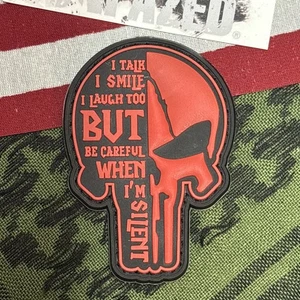 I TALK
I SMILE
I LAUGH TOO
BUT
BE CAREFUL
WHEN
I'M
SILENT